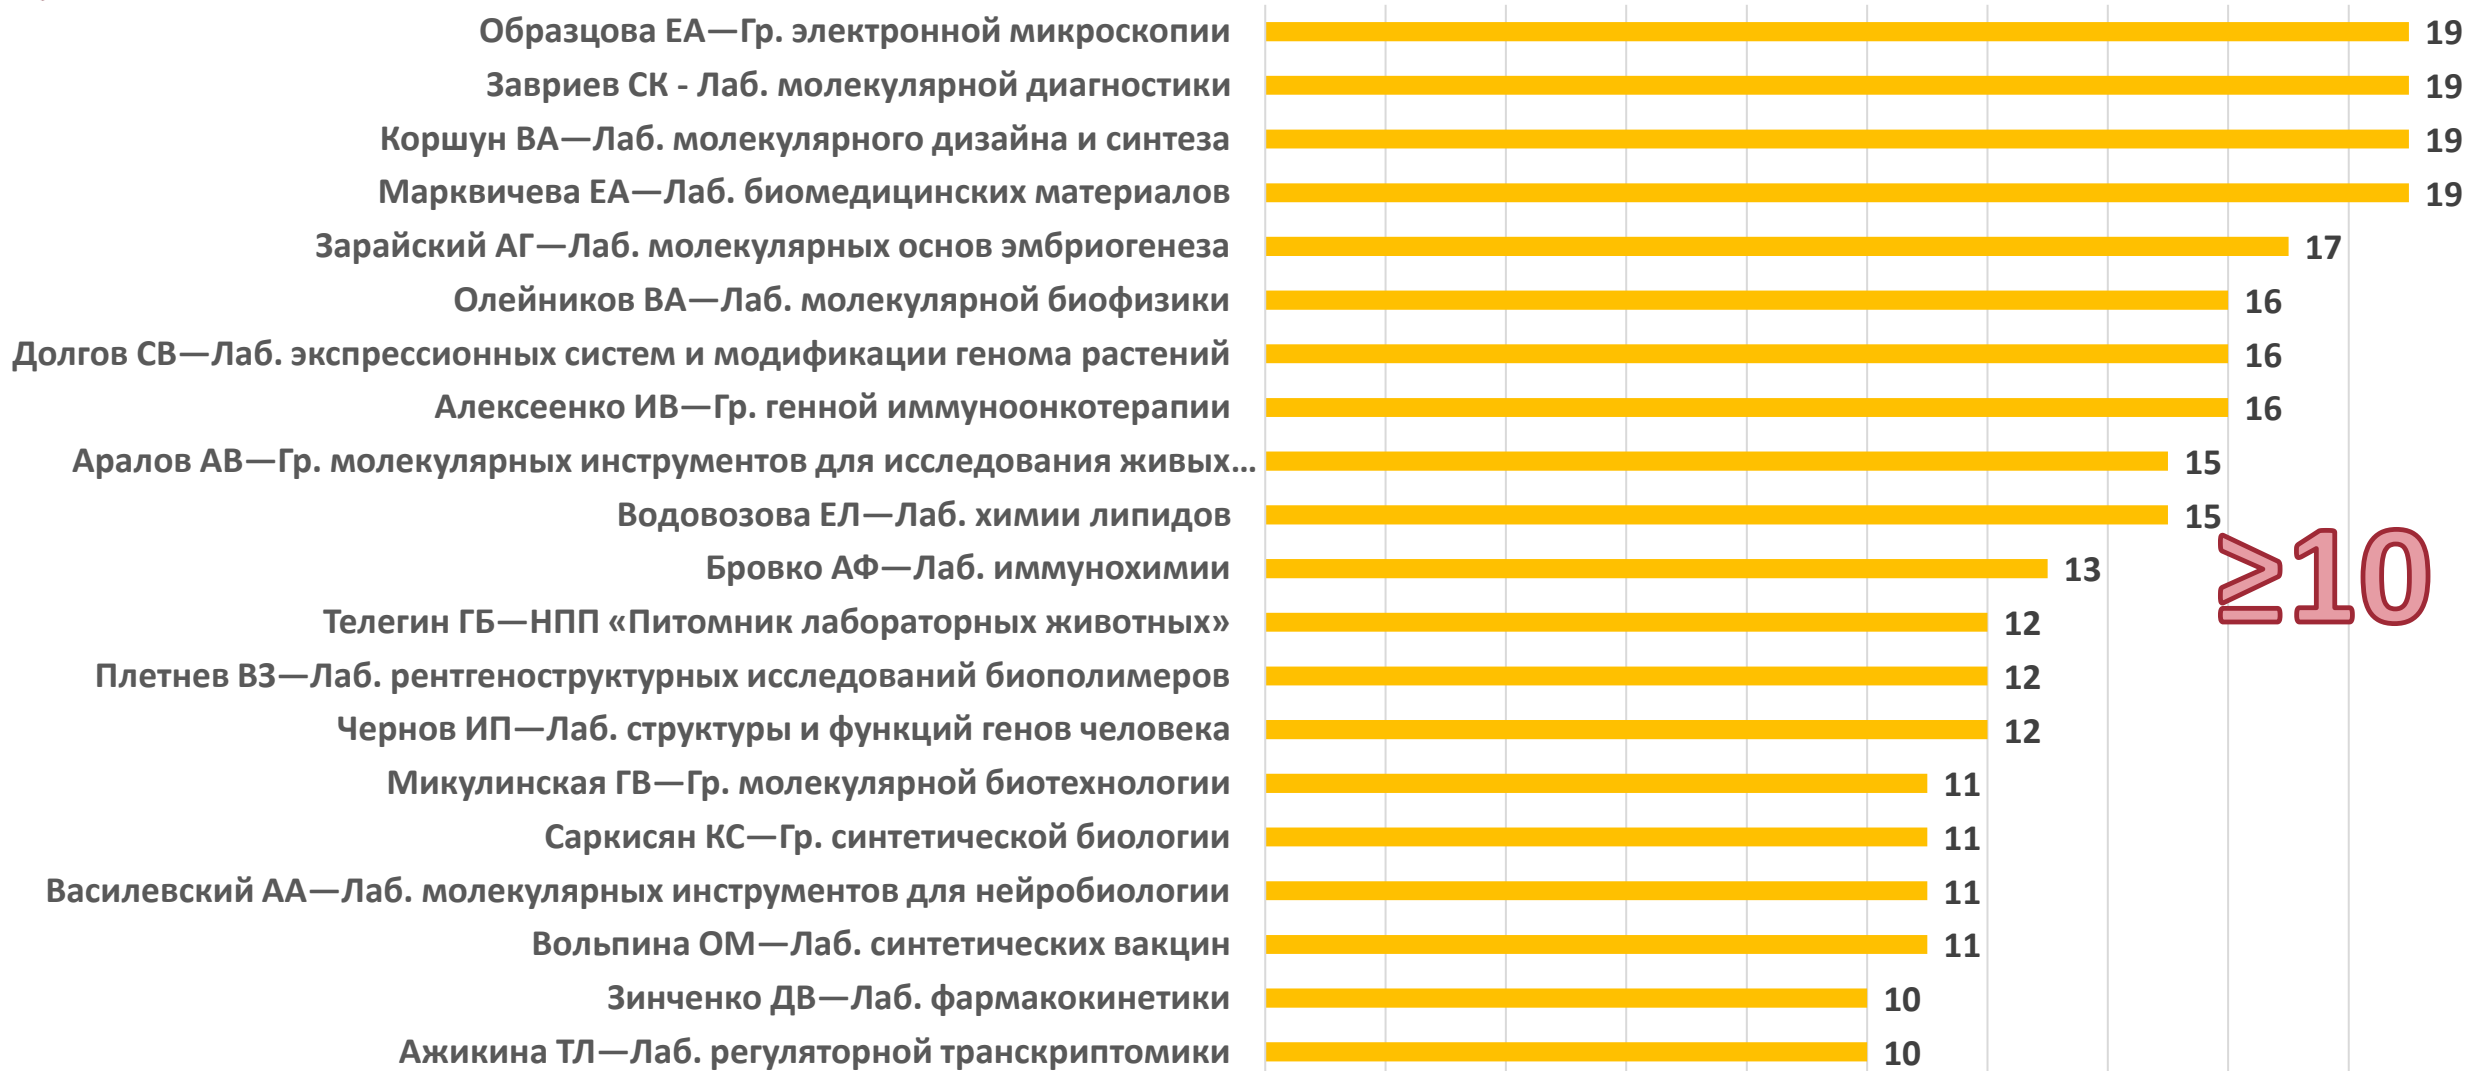 Образцова ЕА—Гр. электронной микроскопии 19
Завриев СК - Лаб. молекулярной диагностики 19
Коршун ВА—Лаб. молекулярного дизайна и синтеза 19
Марквичева ЕА—Лаб. биомедицинских материалов 19
Зарайский АГ—Лаб. молекулярных основ эмбриогенеза 17
Олейников ВА—Лаб. молекулярной биофизики 16
Долгов СВ—Лаб. экспрессионных систем и модификации генома растений 16
Алексеенко ИВ—Гр. генной иммуноонкотерапии 16
Аралов АВ—Гр. молекулярных инструментов для исследования живых… 15
Водовозова ЕЛ—Лаб. химии липидов 15
Бровко АФ—Лаб. иммунохимии 13
≥10
Телегин ГБ—НПП «Питомник лабораторных животных» 12
Плетнев ВЗ—Лаб. рентгеноструктурных исследований биополимеров 12
Чернов ИП—Лаб. структуры и функций генов человека 12
Микулинская ГВ—Гр. молекулярной биотехнологии 11
Саркисян КС—Гр. синтетической биологии 11
Василевский АА—Лаб. молекулярных инструментов для нейробиологии 11
Вольпина ОМ—Лаб. синтетических вакцин 11
Зинченко ДВ—Лаб. фармакокинетики 10
Ажикина ТЛ—Лаб. регуляторной транскриптомики 10